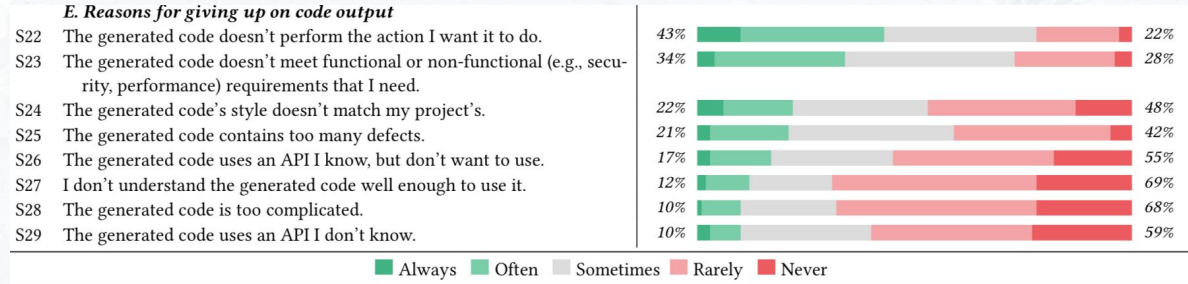 E. Reasons for giving up on code output
S22 The generated code doesn't perform the action I want it to do. 43% 22%
S23 The generated code doesn't meet functional or non-functional (e.g., secu- 34% 28%
rity, performance) requirements that I need.
S24 The generated code's style doesn't match my project's. 22% 48%
S25 The generated code contains too many defects. 21% 42%
S26 The generated code uses an API I know, but don't want to use. 17% 55%
S27 I don't understand the generated code well enough to use it. 12% 69%
S28 The generated code is too complicated. 10% 68%
S29 The generated code uses an API I don't know. 10% 59%
Always Often Sometimes Rarely Never